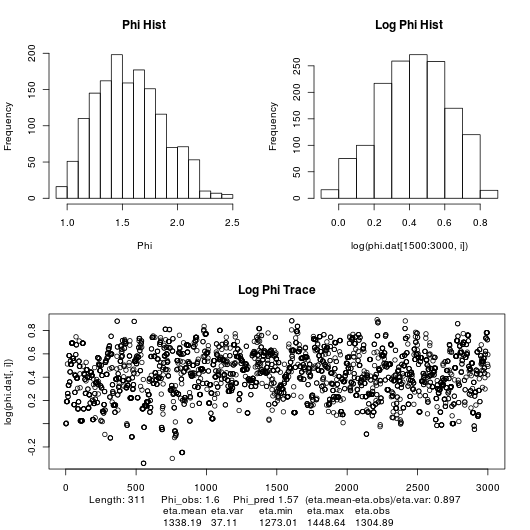 Phi Hist
Log Phi Hist
Frequency
0
50
100
150
200
1.0
1.5
2.0
2.5
Phi
Frequency
0
50
100
150
200
250
0.0
0.2
0.4
0.6
0.8
log(phi.dat[1500:3000, i])
Log Phi Trace
log(phi.dat[, i])
-0.2
0.2
0.4
0.6
0.8
0
500
1000
1500
2000
2500
3000
Length: 311 Phi_obs: 1.6 Phi_pred 1.57 (eta.mean-eta.obs)/eta.var: 0.897
eta.mean eta.var eta.min eta.max eta.obs
1338.19 37.11 1273.01 1448.64 1304.89